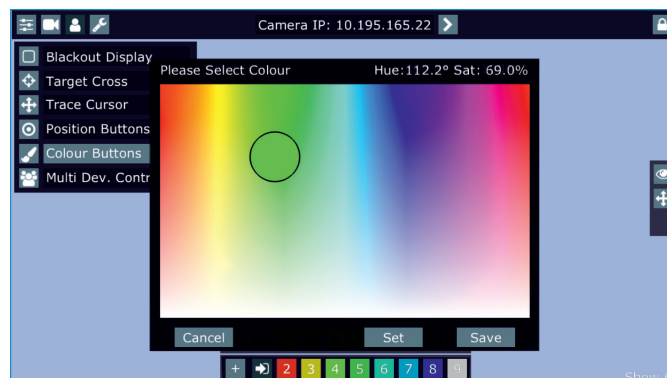 Camera IP: 10.195.165.22
Blackout Display
Target Cross
Trace Cursor
Position Buttons
Colour Buttons
Multi Dev. Contr
Please Select Colour Hue:112.2° Sat: 69.0%
Cancel Set Save
+ 2 3 4 5 6 7 8 9
Show